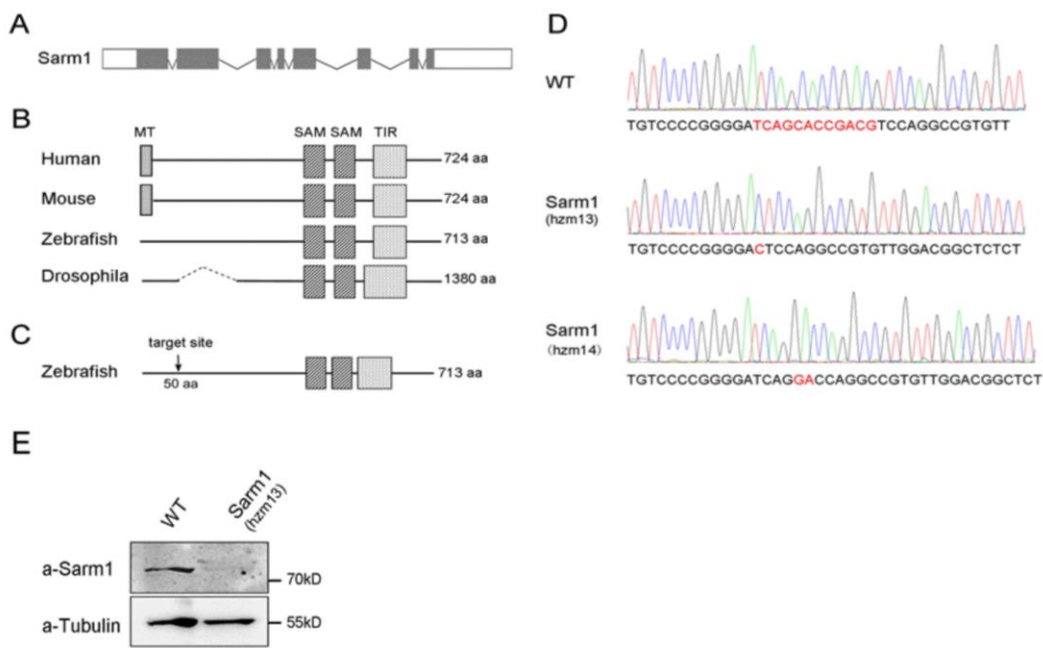 A
Sarm1
B
MT SAM SAM TIR
Human 724 aa
Mouse 724 aa
Zebrafish 713 aa
Drosophila 1380 aa
C
target site
Zebrafish 713 aa
50 aa
D
WT
TGTCCCCGGGGATCAGCACCGACGTCCAGGCCGTGTT
Sarm1
(hzm13)
TGTCCCCGGGGACTCCAGGCCGTGTTGGACGGCTCTCT
Sarm1
(hzm14)
TGTCCCCGGGGATCAGGACCAGGCCGTGTTGGACGGCTCT
E
WT Sarm1
(hzm13)
a-Sarm1
70kD
a-Tubulin 55kD